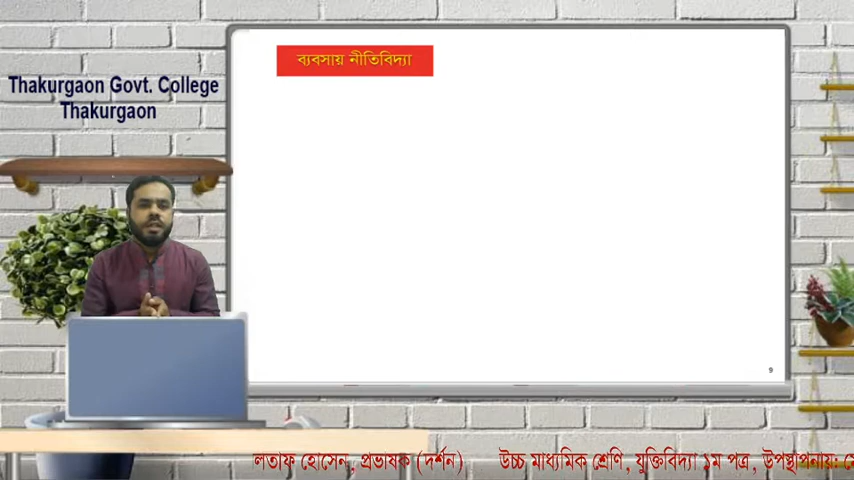 ব্যবসায় নীতিবিদ্যা
Thakurgaon Govt. College
Thakurgaon
9
লতাফ হোসেন, প্রভাষক (দর্শন) উচ্চ মাধ্যমিক শ্রেণি, যুক্তিবিদ্যা ১ম পত্র, উপস্থাপনায়: